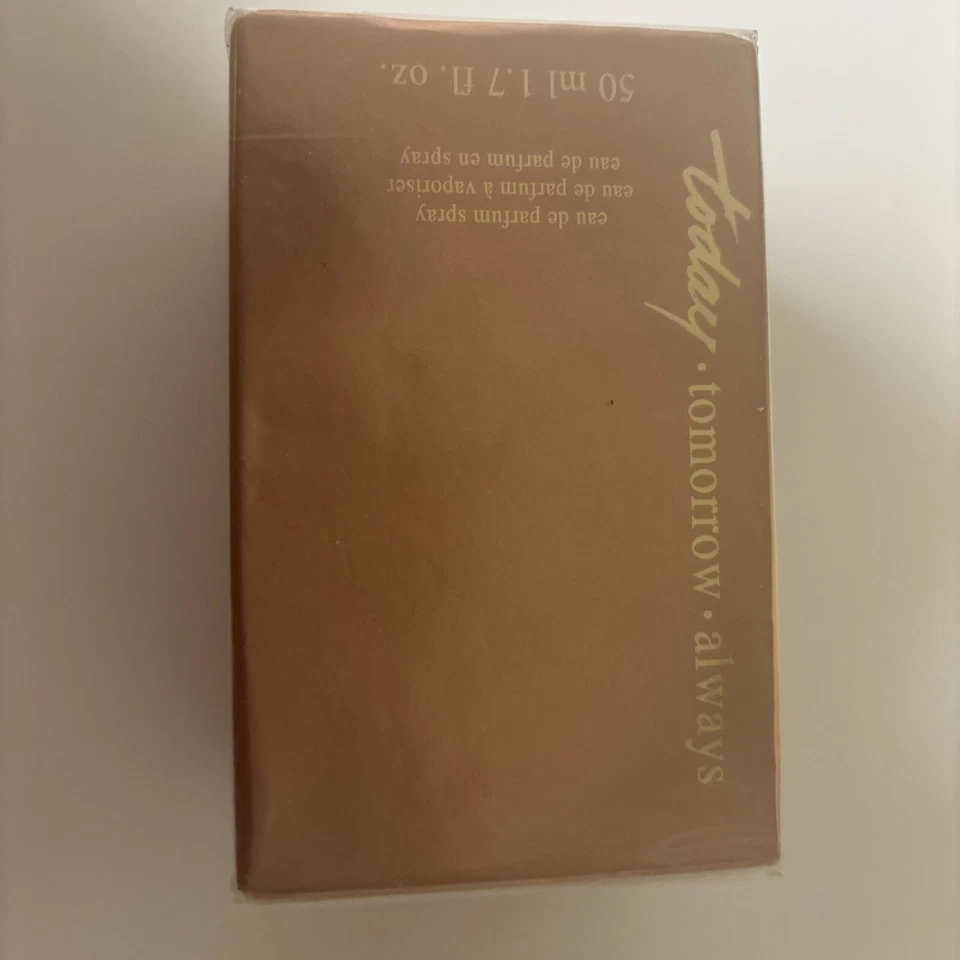 today · tomorrow · always
eau de parfum spray
eau de parfum à vaporiser
eau de parfum en spray
50 ml 1.7 fl. oz.